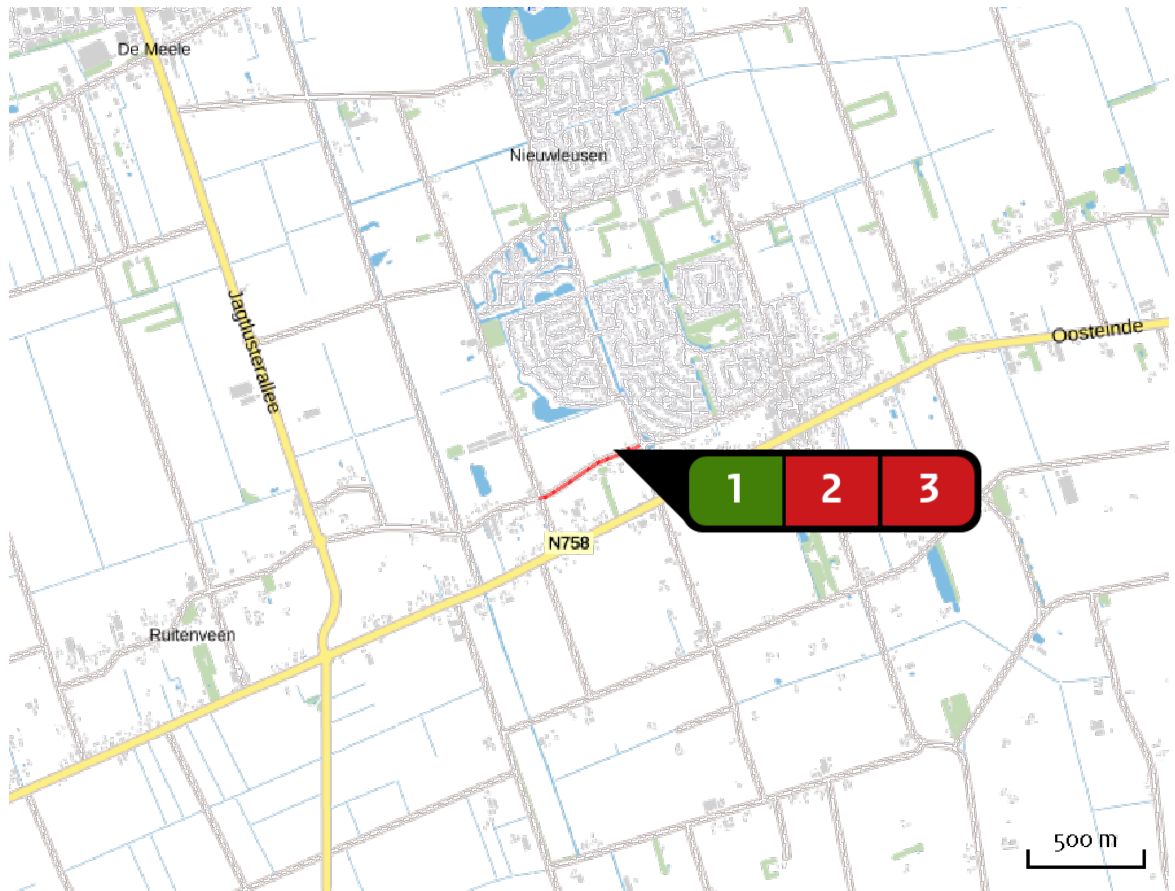 De Meele
Nieuwleusen
Jagtlusterallee
Oosteinde
1 2 3
N758
Ruitenveen
500 m